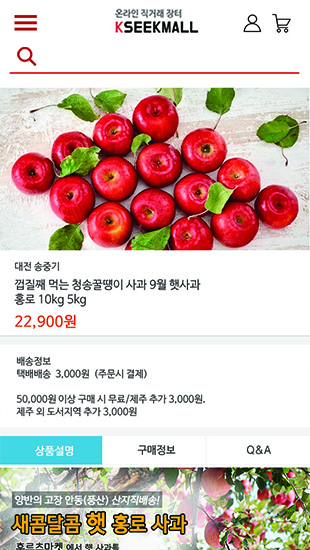 온라인 직거래 장터
KSEEKMALL
대전 송중기
껍질째 먹는 청송꿀땡이 사과 9월 햇사과
홍로 10kg 5kg
22,900원
배송정보
택배배송 3,000원 (주문시 결제)
50,000원 이상 구매 시 무료/제주 추가 3,000원.
제주 외 도서지역 추가 3,000원
상품설명
구매정보
Q&A
양반의 고장 안동(풍산) 산지직배송!
새콤달콤 햇 홍로 사과
에서 햇 사과를